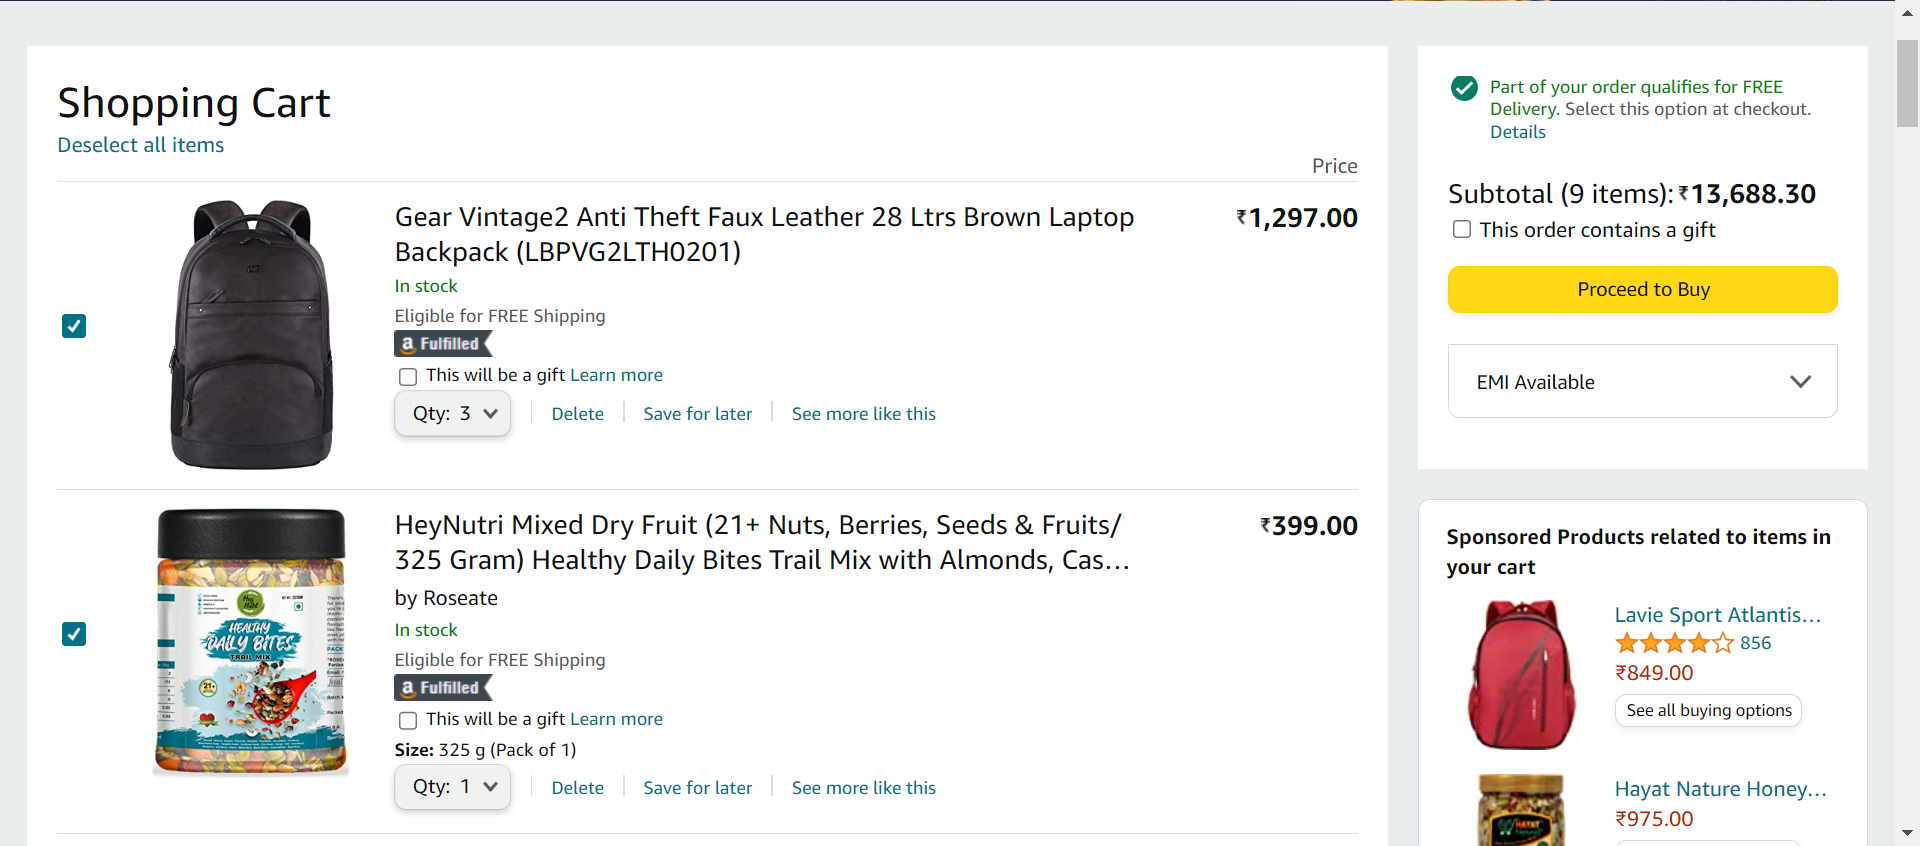 Shopping Cart
Deselect all items
Price
Gear Vintage2 Anti Theft Faux Leather 28 Ltrs Brown Laptop
Backpack (LBPVG2LTH0201)
₹1,297.00
In stock
Eligible for FREE Shipping
a Fulfilled
This will be a gift Learn more
Qty: 3
Delete
Save for later
See more like this
HeyNutri Mixed Dry Fruit (21+ Nuts, Berries, Seeds & Fruits/
325 Gram) Healthy Daily Bites Trail Mix with Almonds, Cas…
₹399.00
by Roseate
In stock
Eligible for FREE Shipping
a Fulfilled
This will be a gift Learn more
Size: 325 g (Pack of 1)
Qty: 1
Delete
Save for later
See more like this
HEALTHY
DAILY BITES
TRAIL MIX
21+
Part of your order qualifies for FREE
Delivery. Select this option at checkout.
Details
Subtotal (9 items): ₹13,688.30
This order contains a gift
Proceed to Buy
EMI Available
Sponsored Products related to items in
your cart
Lavie Sport Atlantis…
856
₹849.00
See all buying options
Hayat Nature Honey…
₹975.00
HAYAT